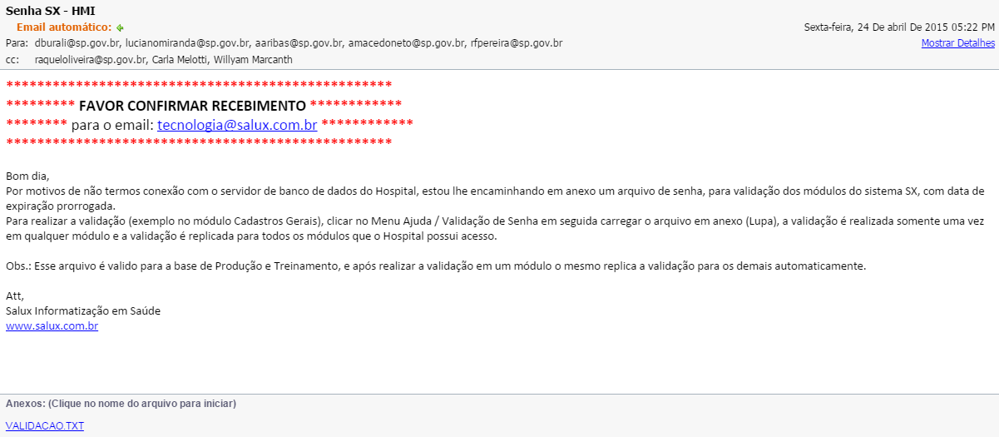 Senha SX - HMI
Email automático:
Sexta-feira, 24 De Abril De 2015 05:22 PM
Para: dburali@sp.gov.br, lucianomiranda@sp.gov.br, aaribas@sp.gov.br, amacedoneto@sp.gov.br, rfpereira@sp.gov.br
Mostrar Detalhes
cc: raqueloliveira@sp.gov.br, Carla Melotti, Willyam Marcanth
**************************************************
********* FAVOR CONFIRMAR RECEBIMENTO ************
******** para o email: tecnologia@salux.com.br ************
**************************************************
Bom dia,
Por motivos de não termos conexão com o servidor de banco de dados do Hospital, estou lhe encaminhando em anexo um arquivo de senha, para validação dos módulos do sistema SX, com data de
expiração prorrogada.
Para realizar a validação (exemplo no módulo Cadastros Gerais), clicar no Menu Ajuda / Validação de Senha em seguida carregar o arquivo em anexo (Lupa), a validação é realizada somente uma vez
em qualquer módulo e a validação é replicada para todos os módulos que o Hospital possui acesso.
Obs.: Esse arquivo é valido para a base de Produção e Treinamento, e após realizar a validação em um módulo o mesmo replica a validação para os demais automaticamente.
Att,
Salux Informatização em Saúde
www.salux.com.br
Anexos: (Clique no nome do arquivo para iniciar)
VALIDACAO.TXT